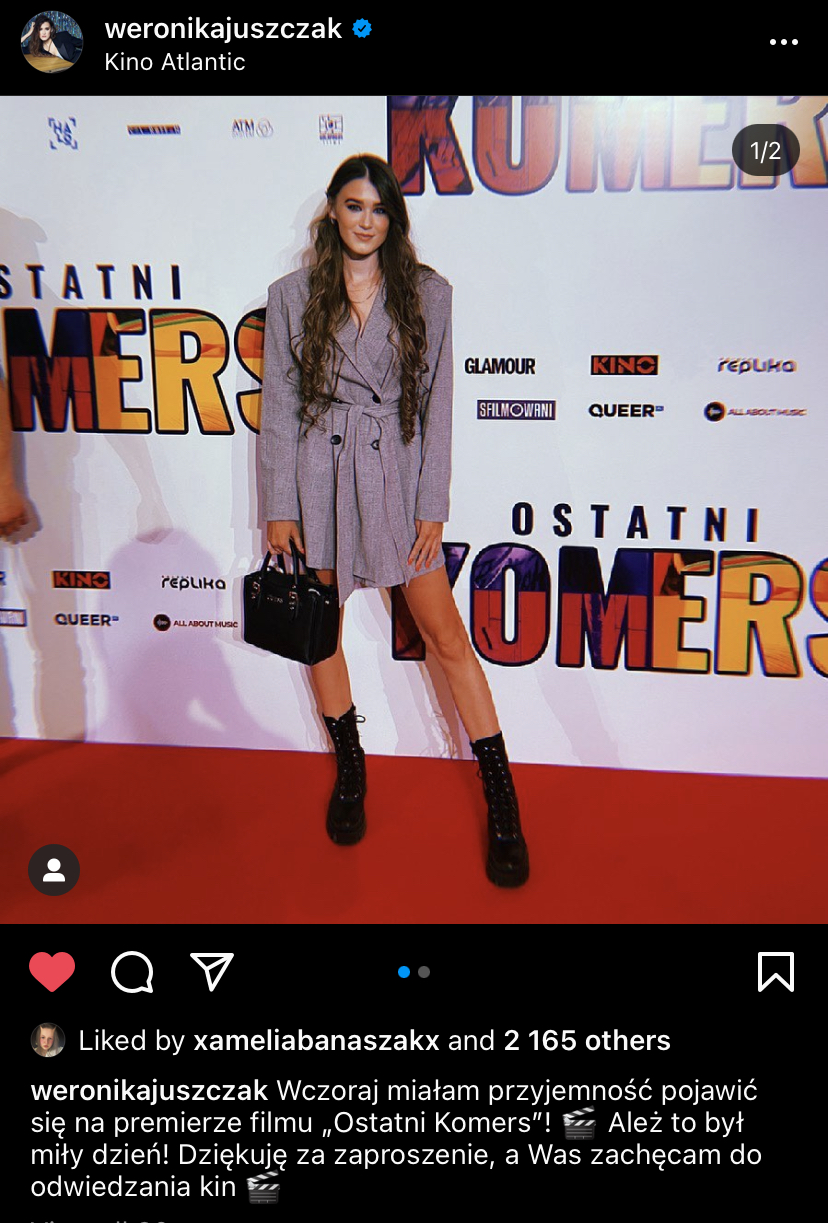 weronikajuszczak
Kino Atlantic
1/2
HALS
ATM
KOMER
STATNI
MERS
GLAMOUR
KINO
replika
SFILMOWANI
QUEER
ALL ABOUT MUSIC
OSTATNI
KOMERS
KINO
replika
QUEER
ALL ABOUT MUSIC
Liked by xameliabanaszakx and 2 165 others
weronikajuszczak Wczoraj miałam przyjemność pojawić
się na premierze filmu „Ostatni Komers”! 🎬 Ależ to był
miły dzień! Dziękuję za zaproszenie, a Was zachęcam do
odwiedzania kin 🎬